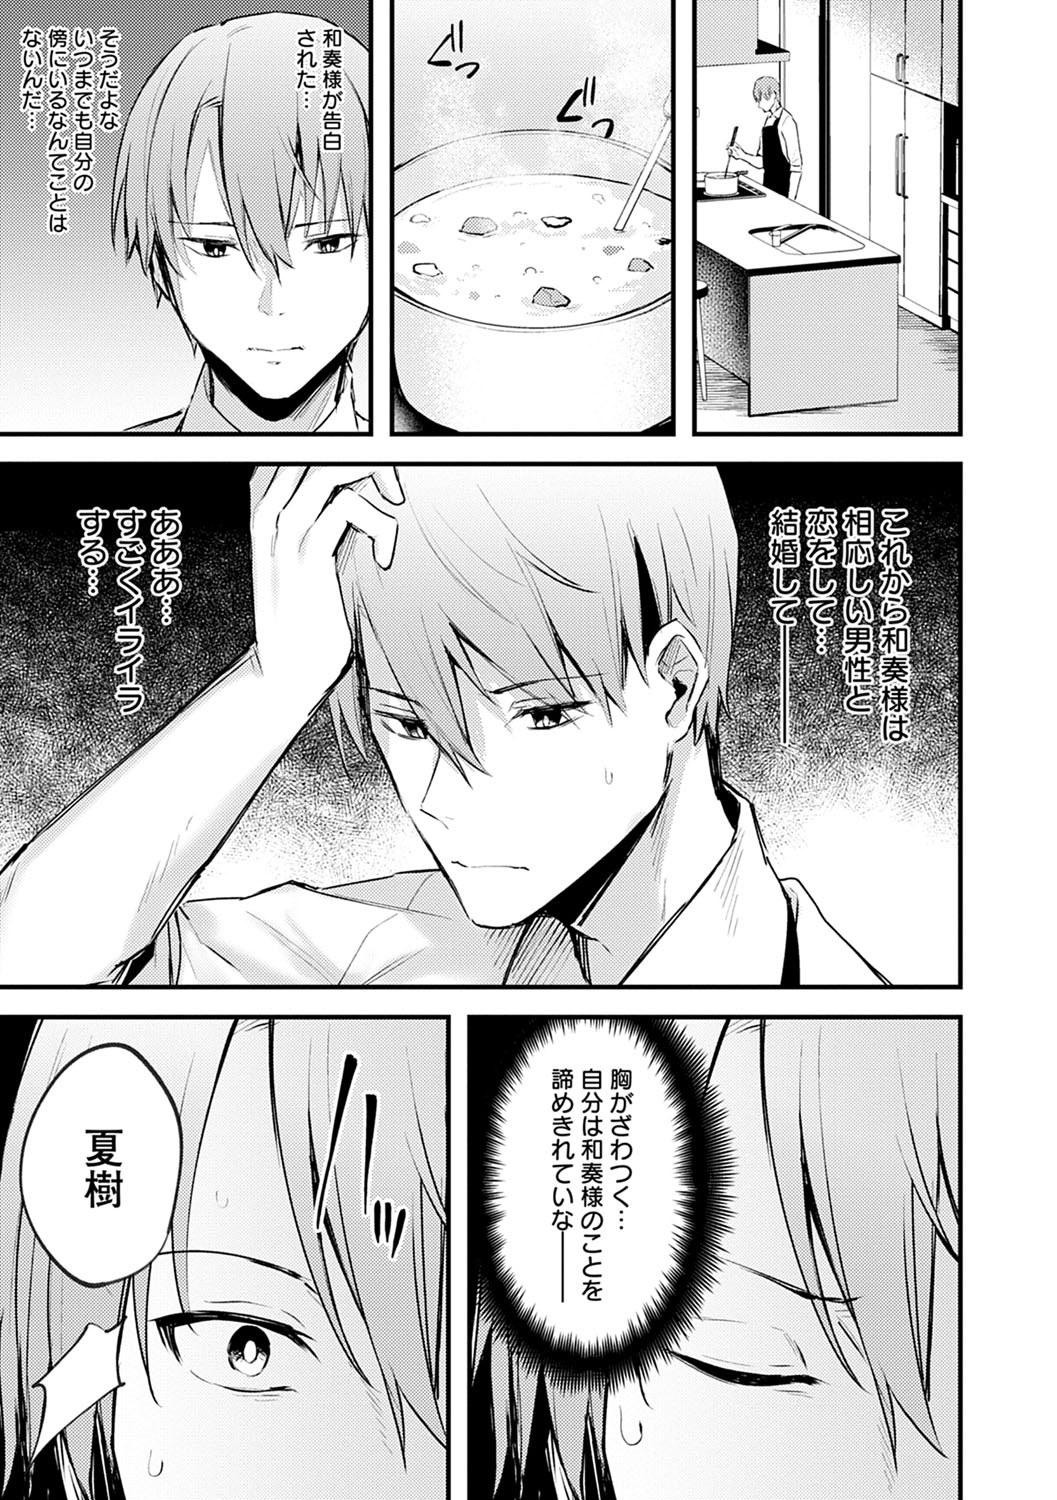 ぐつ
ぐつ
和奏様が告白
された…
そうだよな
いつまでも自分の
傍にいるなんてことは
ないんだ…
これから和奏様は
相応しい男性と
恋をして…
結婚して――
あああ…
すごくイライラ
する…
胸がざわつく…
自分は和奏様のことを
諦めきれていな――
夏樹